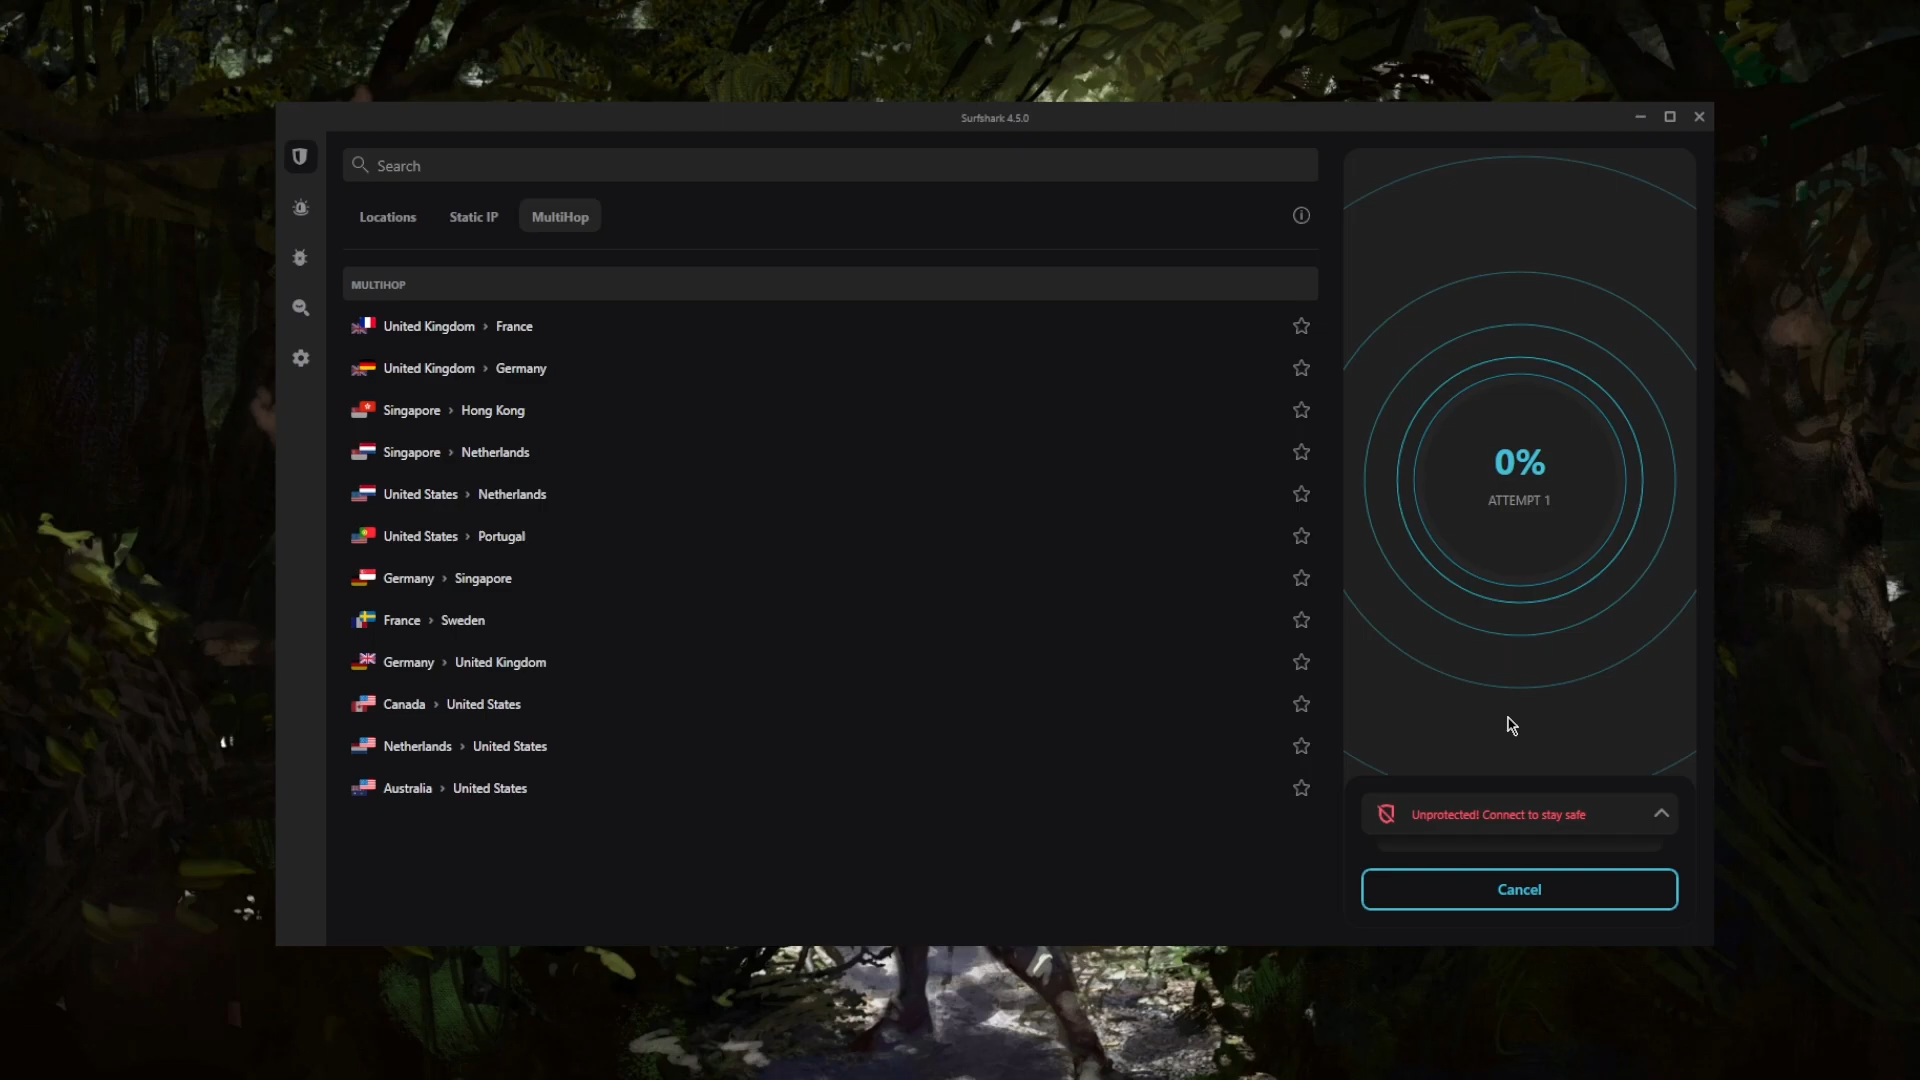 Surfshark 4.5.0
Search
Locations Static IP MultiHop
MULTIHOP
United Kingdom › France
United Kingdom › Germany
Singapore › Hong Kong
Singapore › Netherlands
United States › Netherlands
United States › Portugal
Germany › Singapore
France › Sweden
Germany › United Kingdom
Canada › United States
Netherlands › United States
Australia › United States
0%
ATTEMPT 1
Unprotected! Connect to stay safe
Cancel